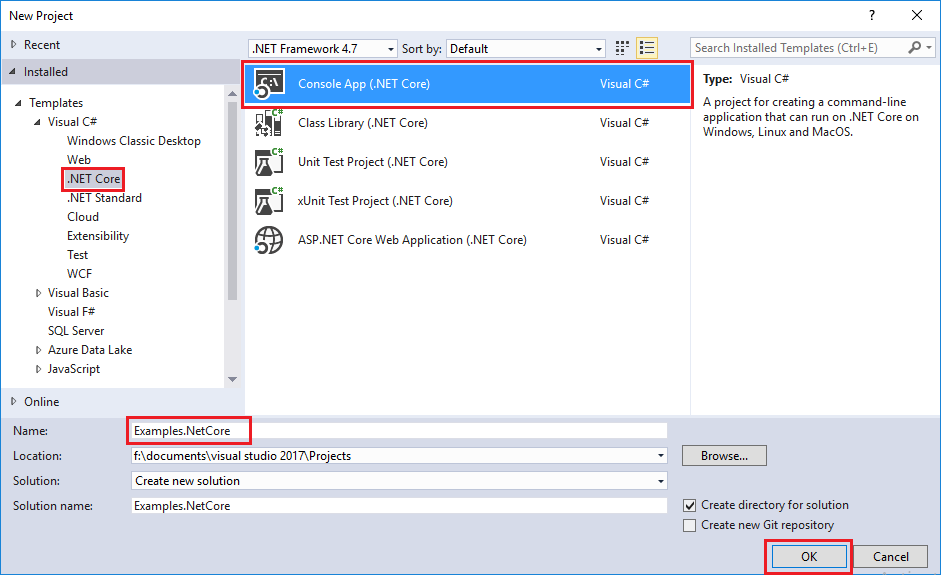 New Project
?
Recent
.NET Framework 4.7
Sort by:
Default
Search Installed Templates (Ctrl+E)
Installed
Templates
Visual C#
Windows Classic Desktop
Web
.NET Core
.NET Standard
Cloud
Extensibility
Test
WCF
Visual Basic
Visual F#
SQL Server
Azure Data Lake
JavaScript
Online
Console App (.NET Core) Visual C#
Class Library (.NET Core) Visual C#
Unit Test Project (.NET Core) Visual C#
xUnit Test Project (.NET Core) Visual C#
ASP.NET Core Web Application (.NET Core) Visual C#
Type: Visual C#
A project for creating a command-line
application that can run on .NET Core on
Windows, Linux and MacOS.
Name: Examples.NetCore
Location: f:\documents\visual studio 2017\Projects
Browse...
Solution: Create new solution
Solution name: Examples.NetCore
Create directory for solution
Create new Git repository
OK
Cancel